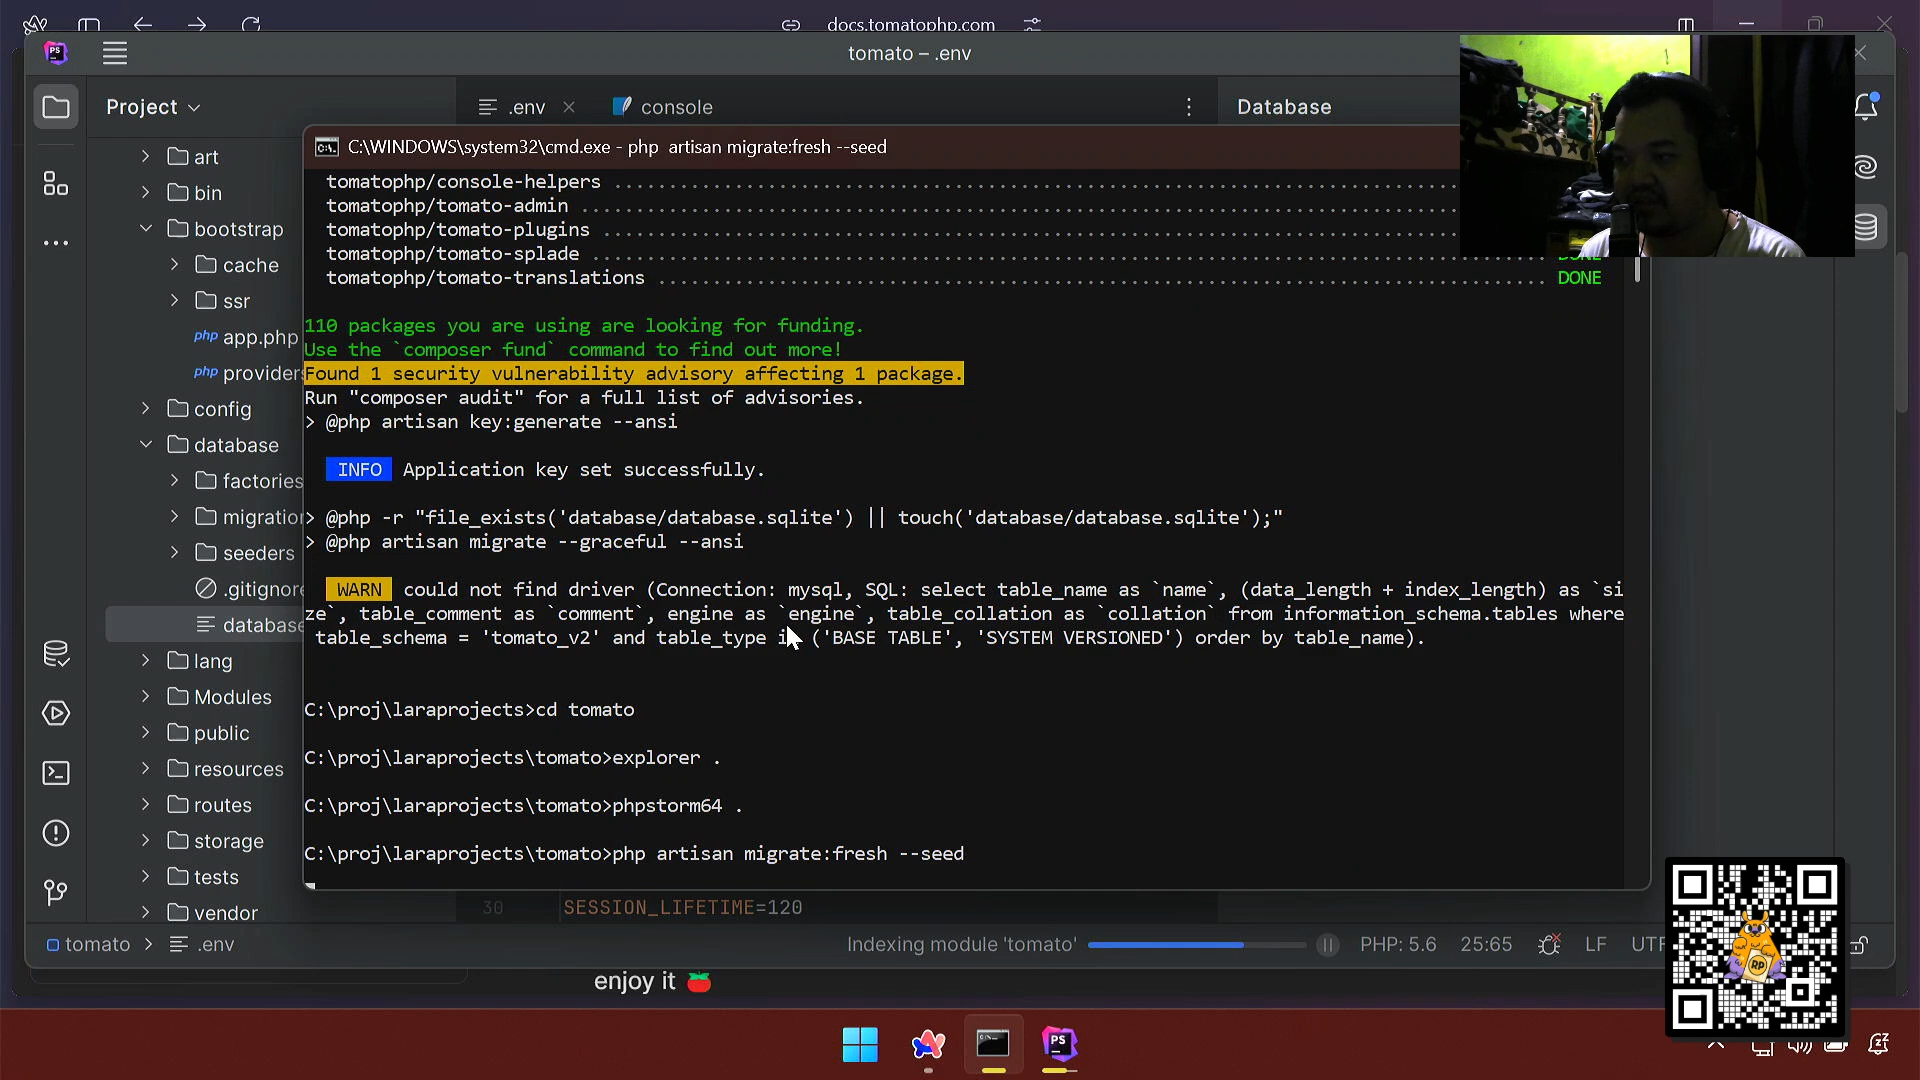 docs.tomatophp.com
tomato – .env
Project
.env
console
Database
C:\WINDOWS\system32\cmd.exe - php  artisan migrate:fresh --seed
art
bin
bootstrap
cache
ssr
php app.php
php providers
config
database
factories
.gitignore
lang
Modules
public
resources
routes
storage
tests
vendor
tomatophp/console-helpers
tomatophp/tomato-admin
tomatophp/tomato-plugins
tomatophp/tomato-splade
tomatophp/tomato-translations DONE
110 packages you are using are looking for funding.
Use the `composer fund` command to find out more!
Found 1 security vulnerability advisory affecting 1 package.
Run "composer audit" for a full list of advisories.
> @php artisan key:generate --ansi
INFO  Application key set successfully.
> @php -r "file_exists('database/database.sqlite') || touch('database/database.sqlite');"
> @php artisan migrate --graceful --ansi
WARN  could not find driver (Connection: mysql, SQL: select table_name as `name`, (data_length + index_length) as `si
ze`, table_comment as `comment`, engine as `engine`, table_collation as `collation` from information_schema.tables where
table_schema = 'tomato_v2' and table_type in ('BASE TABLE', 'SYSTEM VERSIONED') order by table_name).
C:\proj\laraprojects>cd tomato
C:\proj\laraprojects\tomato>explorer .
C:\proj\laraprojects\tomato>phpstorm64 .
C:\proj\laraprojects\tomato>php artisan migrate:fresh --seed
seeders
30 SESSION_LIFETIME=120
tomato > .env
Indexing module 'tomato'
PHP: 5.6
25:65
LF
enjoy it 🍅
RP
PS